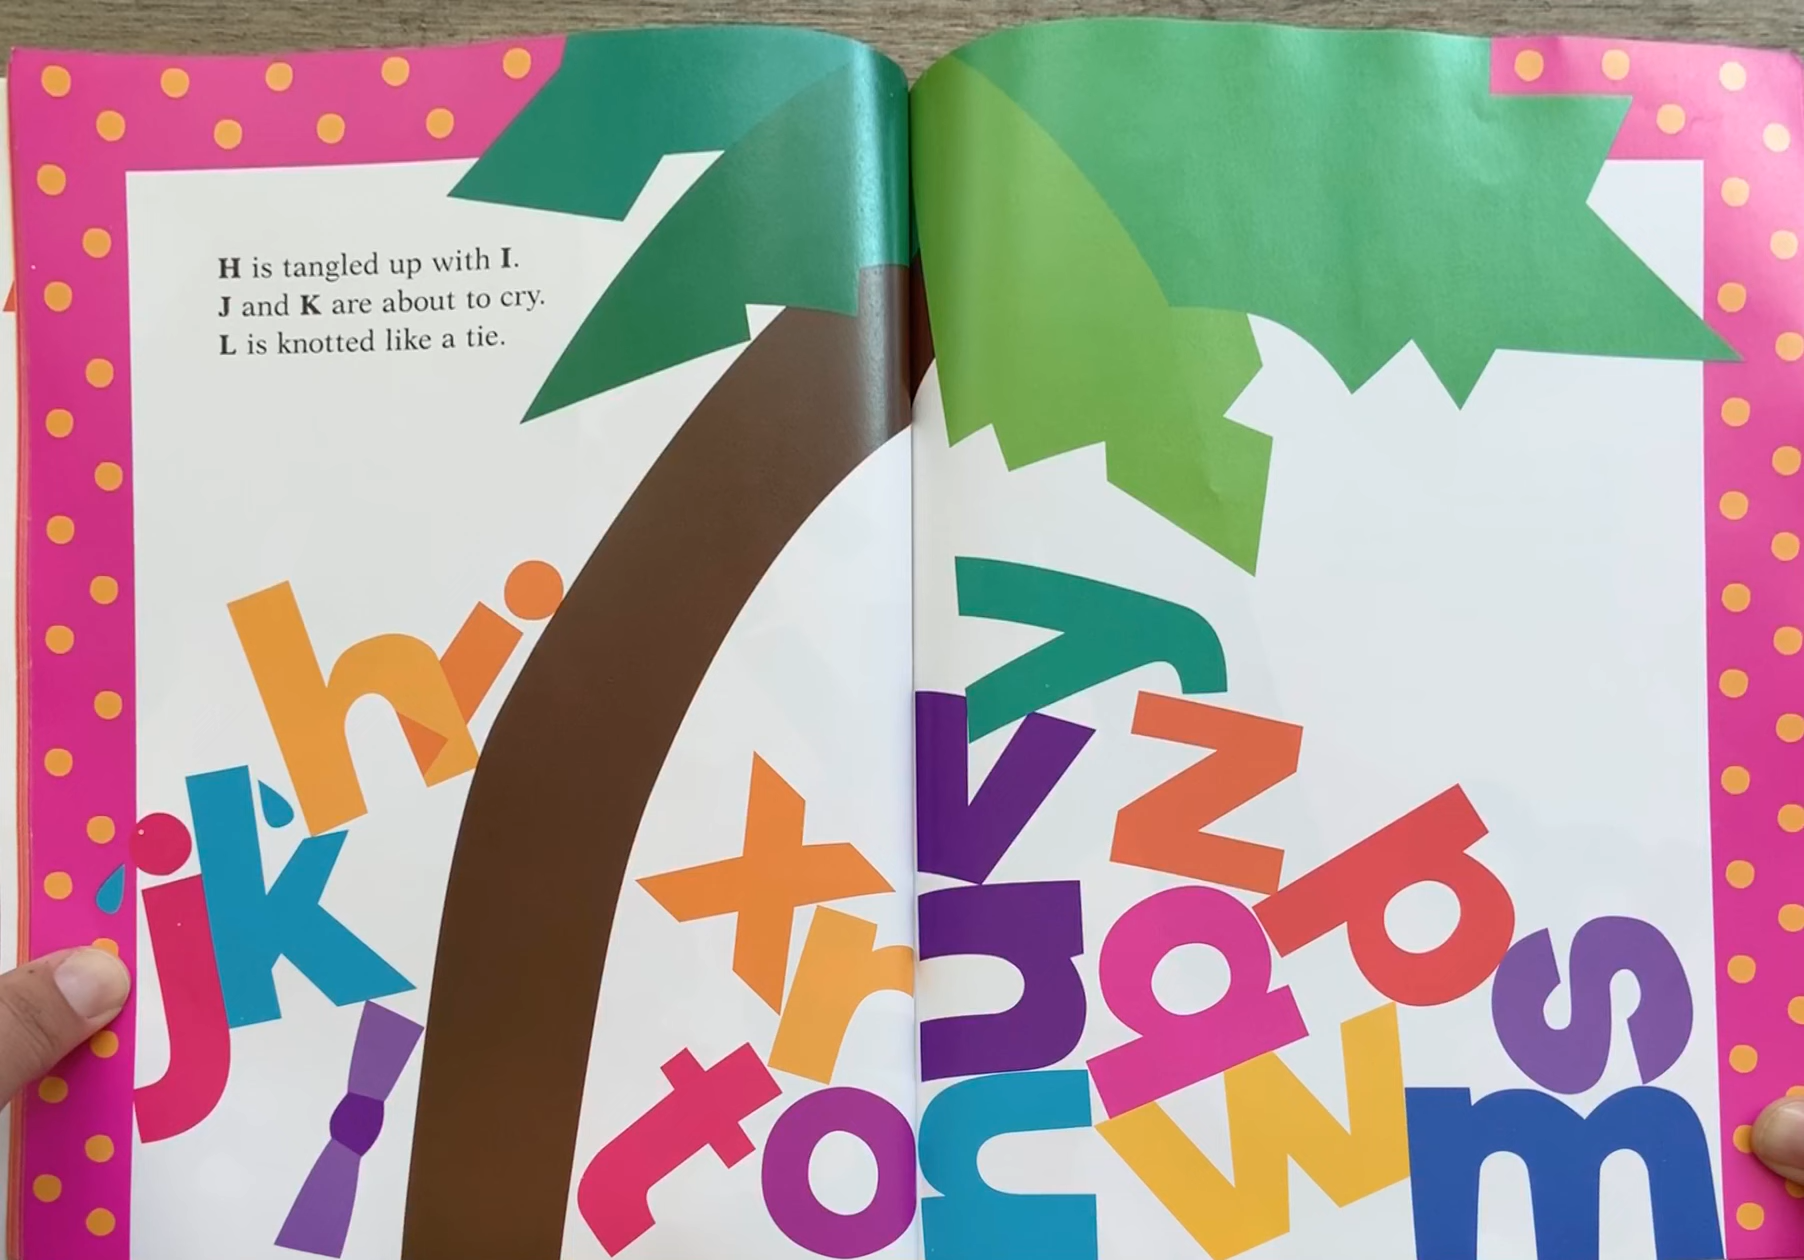 H is tangled up with I.
J and K are about to cry.
L is knotted like a tie.
h i
j k
l
y
v z
x p
r u q s
t o n w m